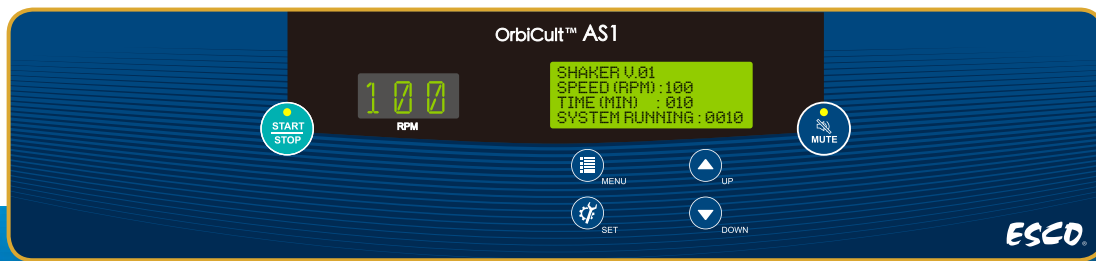 OrbiCult™ AS1
100
RPM
SHAKER V.01
SPEED (RPM) : 100
TIME (MIN) : 010
SYSTEM RUNNING : 0010
START
STOP
MUTE
MENU
UP
SET
DOWN
ESCO®